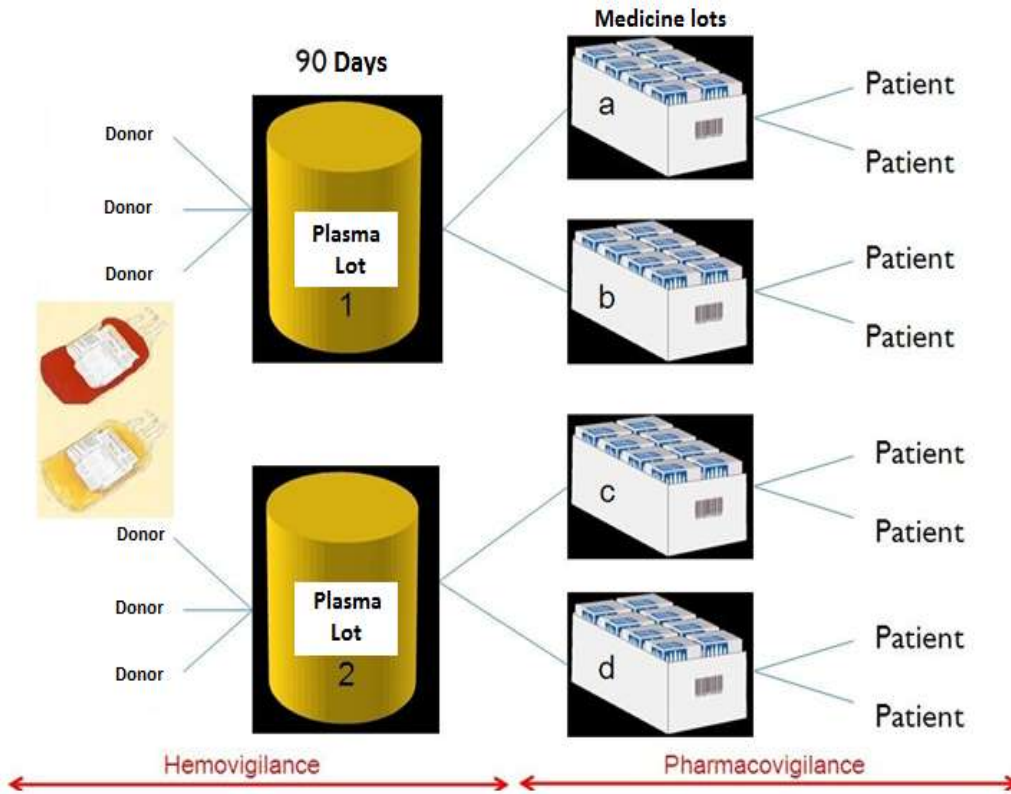 Medicine lots
90 Days
Donor
Donor
Donor
Plasma
Lot
1
a
Patient
Patient
b
Patient
Patient
Donor
Donor
Donor
Plasma
Lot
2
c
Patient
Patient
d
Patient
Patient
Hemovigilance
Pharmacovigilance